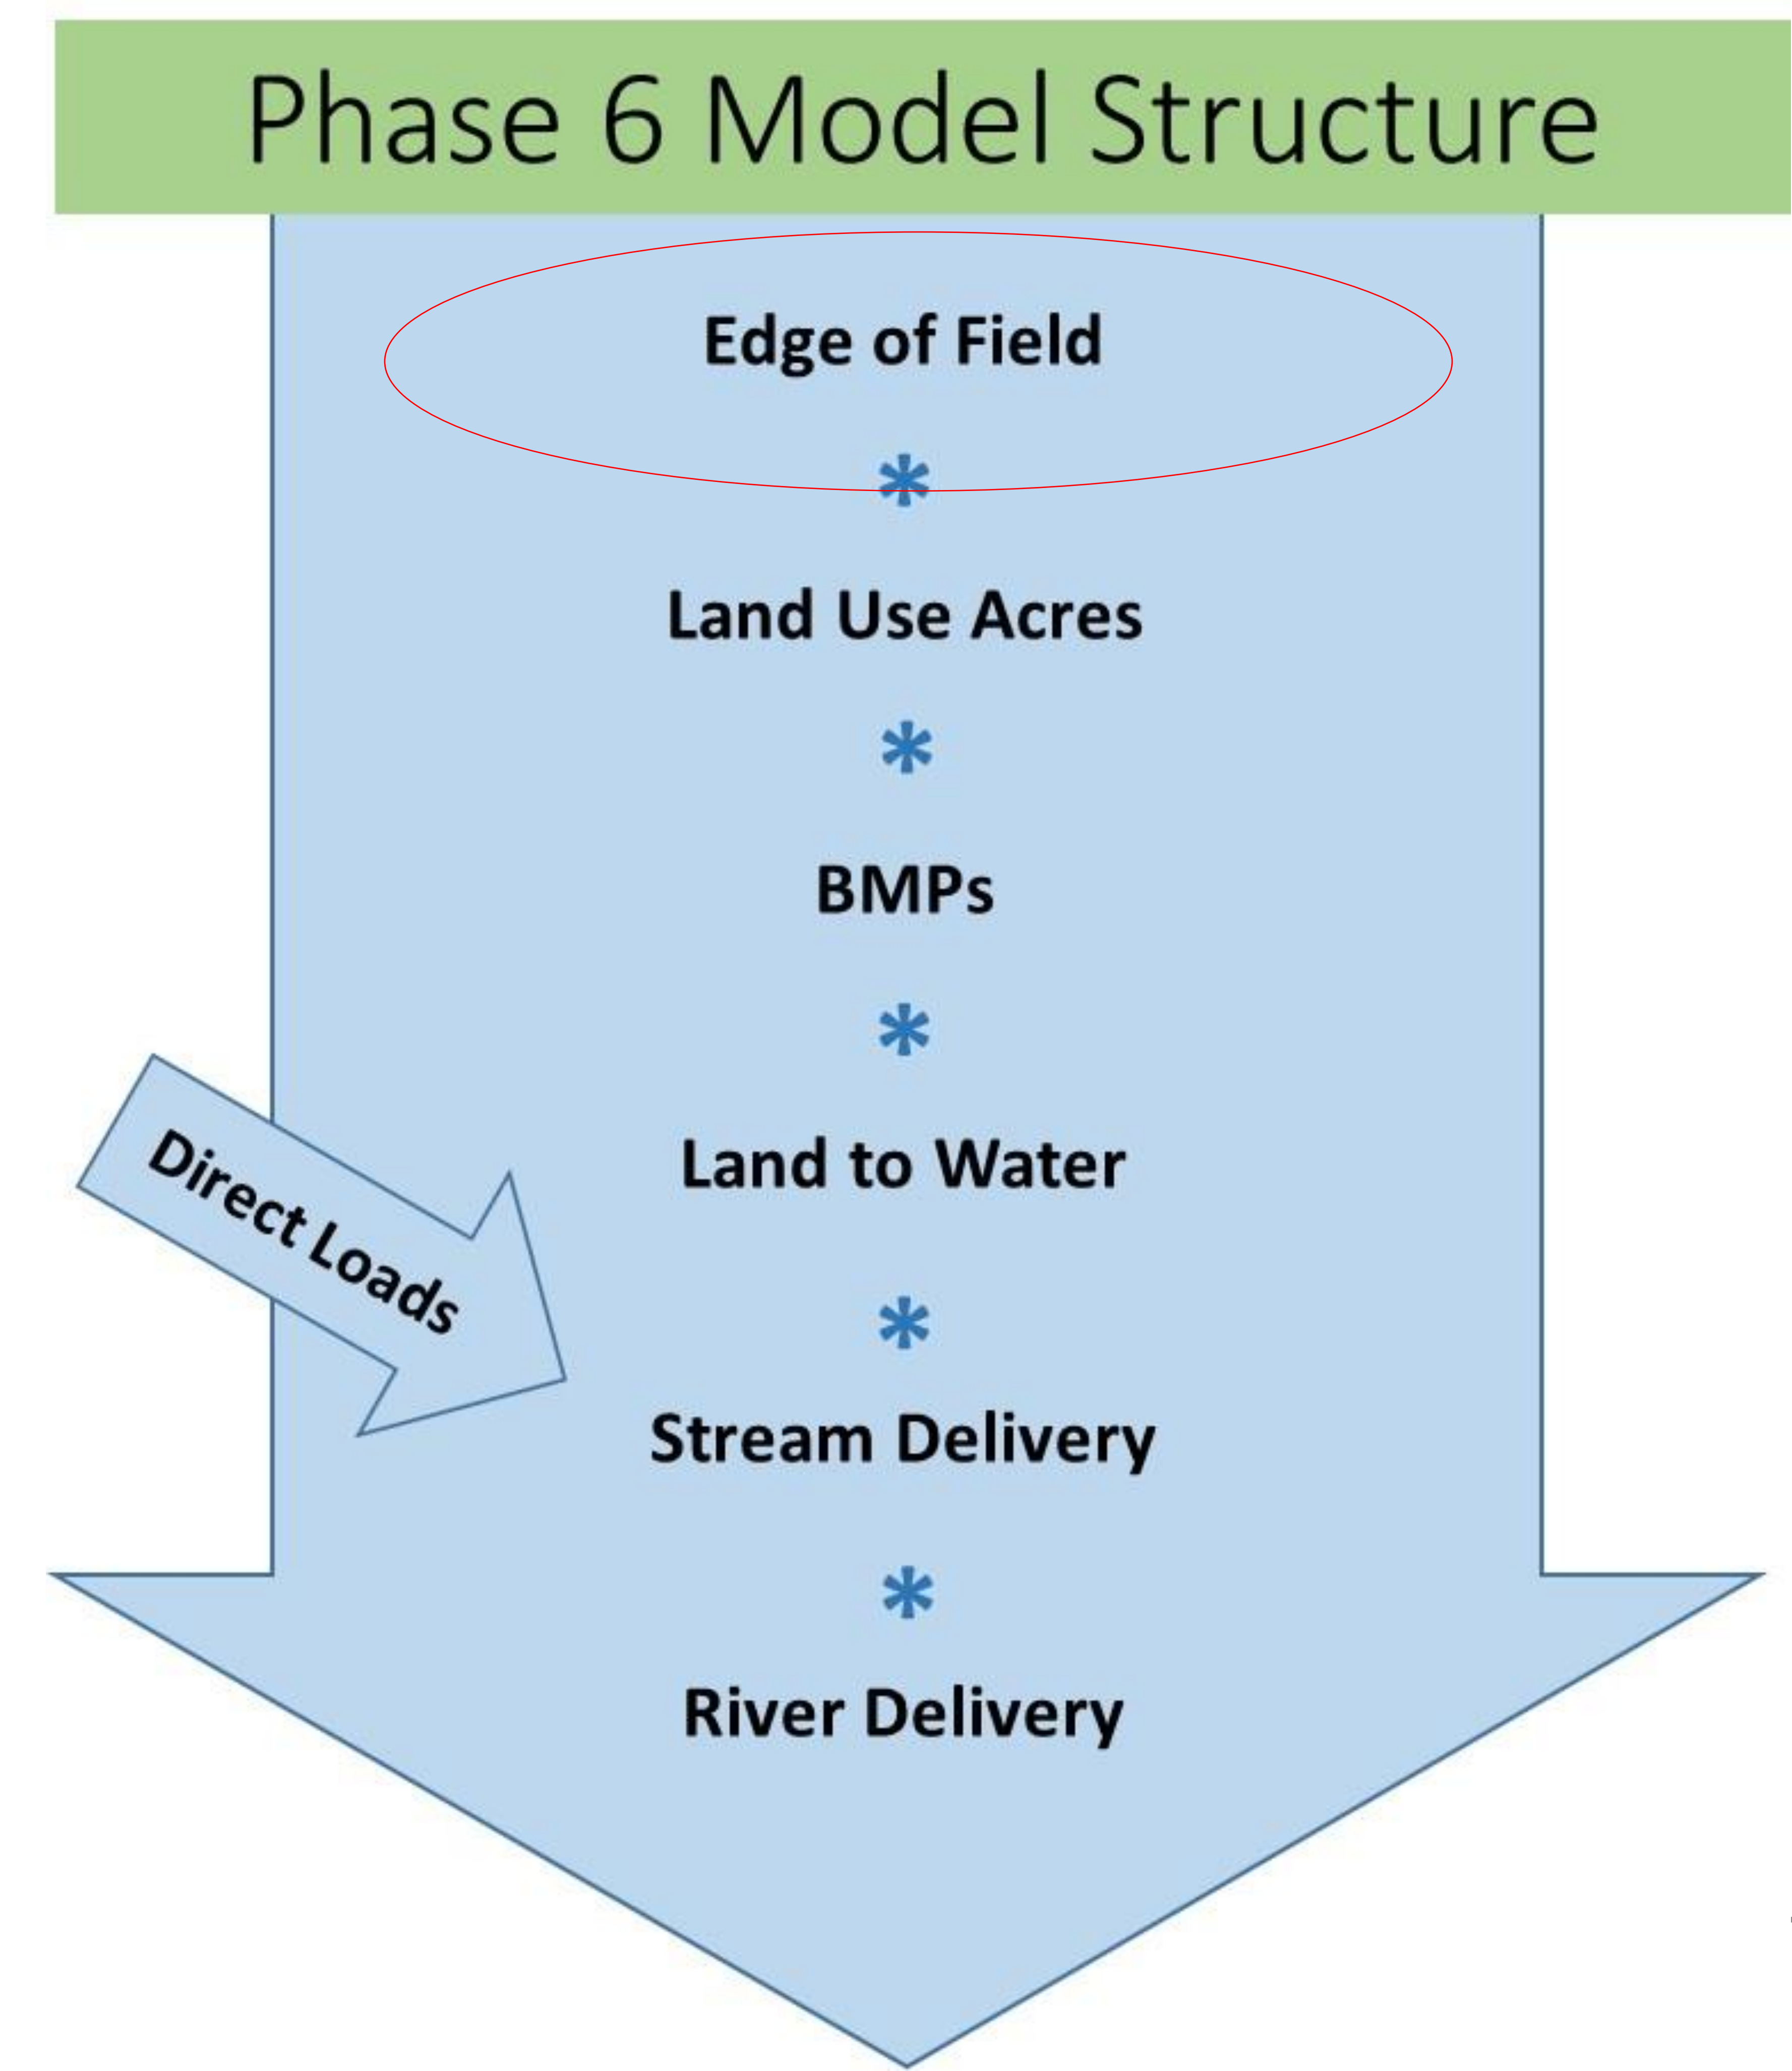 Phase 6 Model Structure
Edge of Field
*
Land Use Acres
*
BMPs
*
Land to Water
*
Direct Loads
Stream Delivery
*
River Delivery